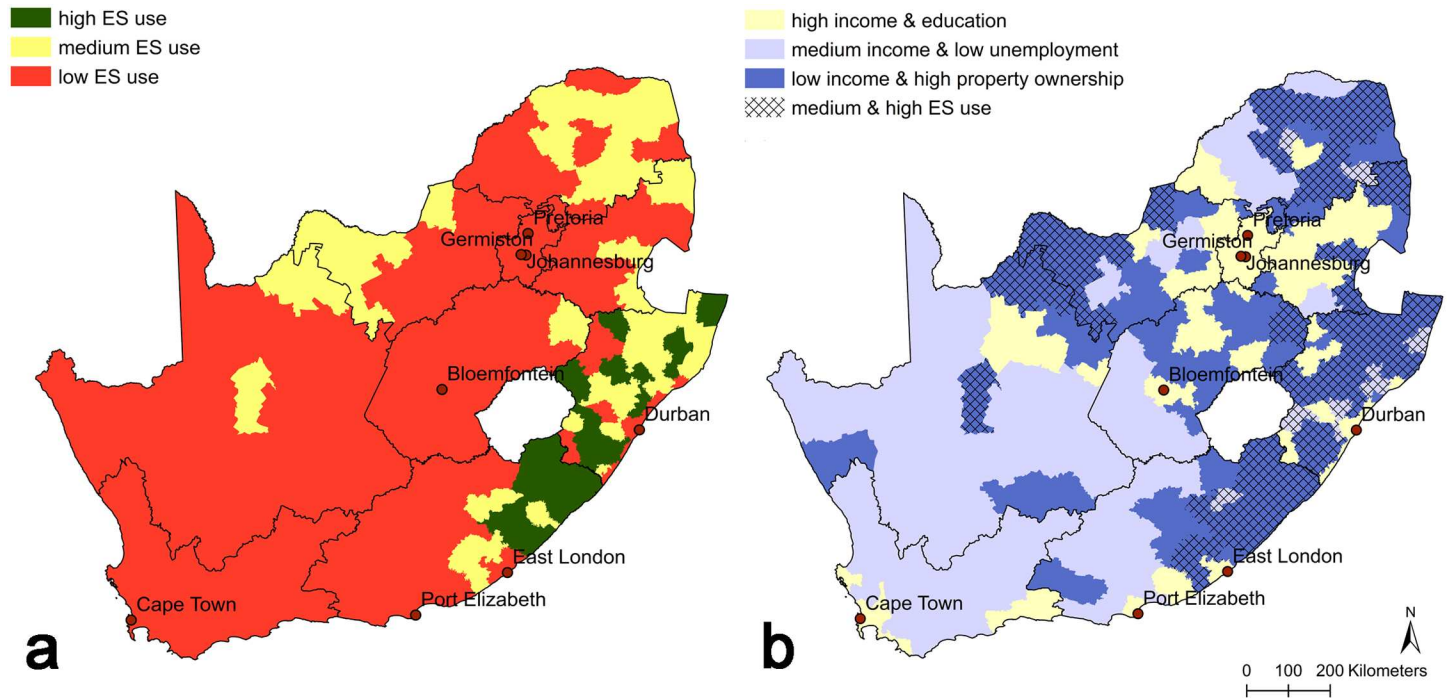 high ES use
medium ES use
low ES use
high income & education
medium income & low unemployment
low income & high property ownership
medium & high ES use
Pretoria
Germiston
Johannesburg
Bloemfontein
Durban
East London
Port Elizabeth
Cape Town
a
Pretoria
Germiston
Johannesburg
Bloemfontein
Durban
East London
Port Elizabeth
Cape Town
b
N
0 100 200 Kilometers